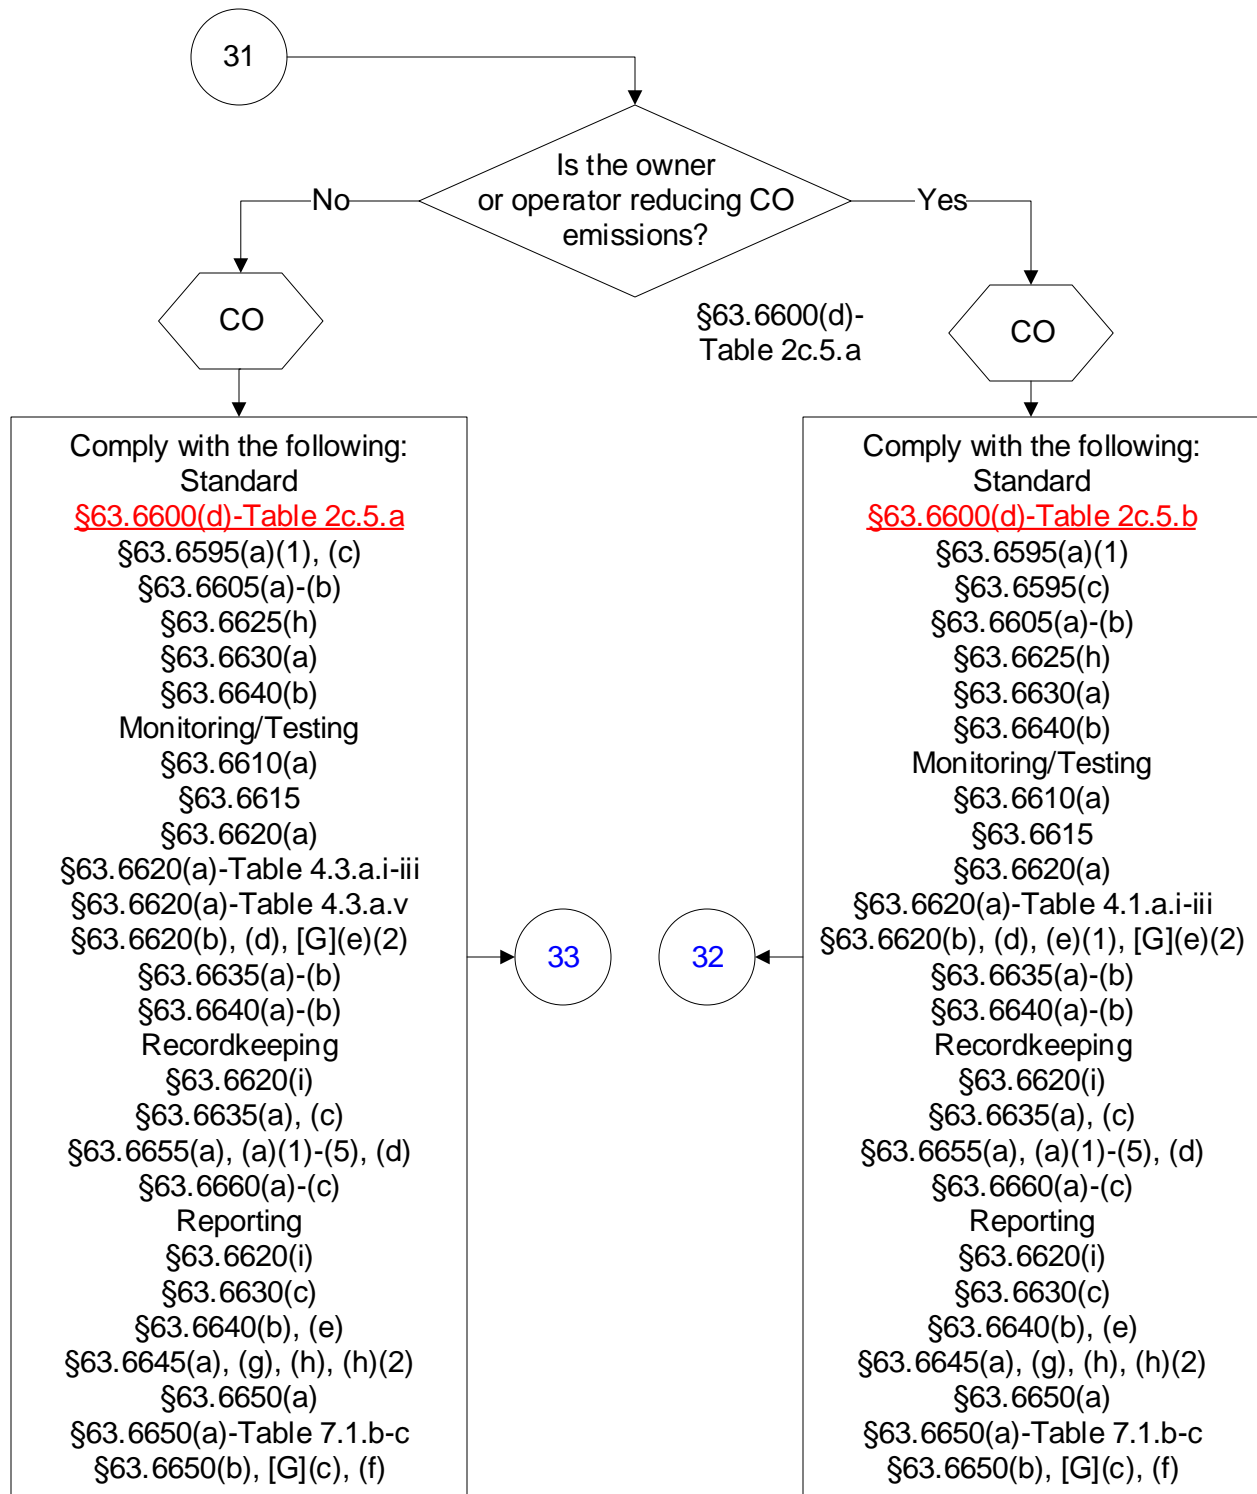 31
Is the owner
or operator reducing CO
emissions?
No
Yes
§63.6600(d)-
Table 2c.5.a
CO
CO
Comply with the following:
Standard
§63.6600(d)-Table 2c.5.a
§63.6595(a)(1), (c)
§63.6605(a)-(b)
§63.6625(h)
§63.6630(a)
§63.6640(b)
Monitoring/Testing
§63.6610(a)
§63.6615
§63.6620(a)
§63.6620(a)-Table 4.3.a.i-iii
§63.6620(a)-Table 4.3.a.v
§63.6620(b), (d), [G](e)(2)
§63.6635(a)-(b)
§63.6640(a)-(b)
Recordkeeping
§63.6620(i)
§63.6635(a), (c)
§63.6655(a), (a)(1)-(5), (d)
§63.6660(a)-(c)
Reporting
§63.6620(i)
§63.6630(c)
§63.6640(b), (e)
§63.6645(a), (g), (h), (h)(2)
§63.6650(a)
§63.6650(a)-Table 7.1.b-c
§63.6650(b), [G](c), (f)
33
32
Comply with the following:
Standard
§63.6600(d)-Table 2c.5.b
§63.6595(a)(1)
§63.6595(c)
§63.6605(a)-(b)
§63.6625(h)
§63.6630(a)
§63.6640(b)
Monitoring/Testing
§63.6610(a)
§63.6615
§63.6620(a)
§63.6620(a)-Table 4.1.a.i-iii
§63.6620(b), (d), (e)(1), [G](e)(2)
§63.6635(a)-(b)
§63.6640(a)-(b)
Recordkeeping
§63.6620(i)
§63.6635(a), (c)
§63.6655(a), (a)(1)-(5), (d)
§63.6660(a)-(c)
Reporting
§63.6620(i)
§63.6630(c)
§63.6640(b), (e)
§63.6645(a), (g), (h), (h)(2)
§63.6650(a)
§63.6650(a)-Table 7.1.b-c
§63.6650(b), [G](c), (f)